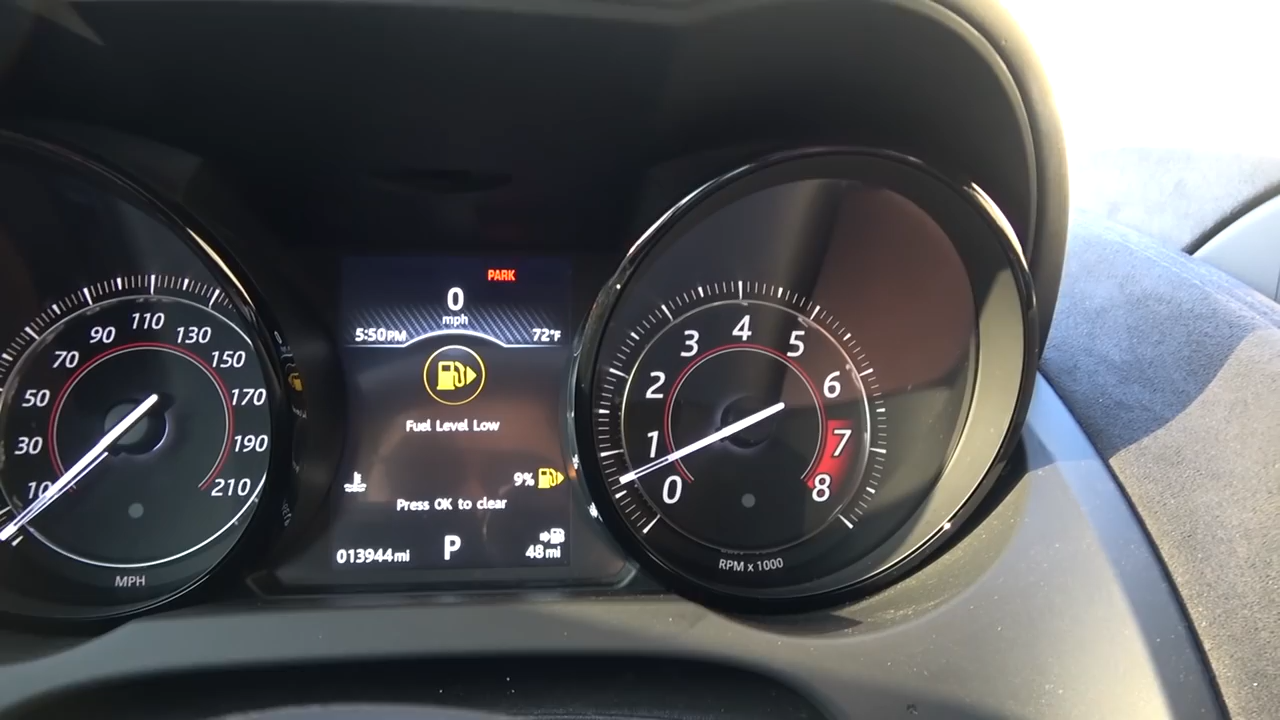 10
30
50
70
90
110
130
150
170
190
210
MPH
PARK
0
mph
5:50PM
72°F
Fuel Level Low
9%
Press OK to clear
013944mi
P
48mi
0
1
2
3
4
5
6
7
8
RPM x 1000